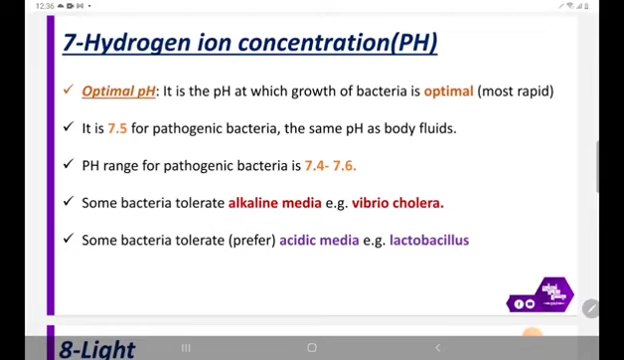 12:36
7-Hydrogen ion concentration(PH)
✓ Optimal pH: It is the pH at which growth of bacteria is optimal (most rapid)
✓ It is 7.5 for pathogenic bacteria, the same pH as body fluids.
✓ PH range for pathogenic bacteria is 7.4- 7.6.
✓ Some bacteria tolerate alkaline media e.g. vibrio cholera.
✓ Some bacteria tolerate (prefer) acidic media e.g. lactobacillus
8-Light